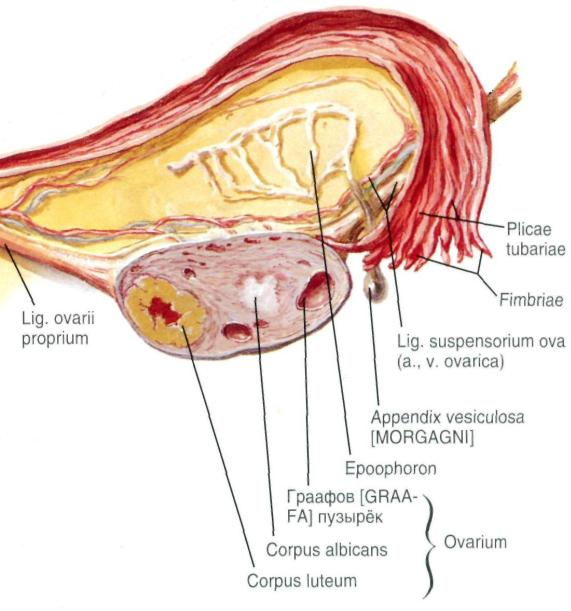 Plicae
tubariae
Fimbriae
Lig. ovarii
proprium
Lig. suspensorium ova
(a., v. ovarica)
Appendix vesiculosa
[MORGAGNI]
Epoophoron
Граафов [GRAA-
FA] пузырёк
Corpus albicans
Ovarium
Corpus luteum